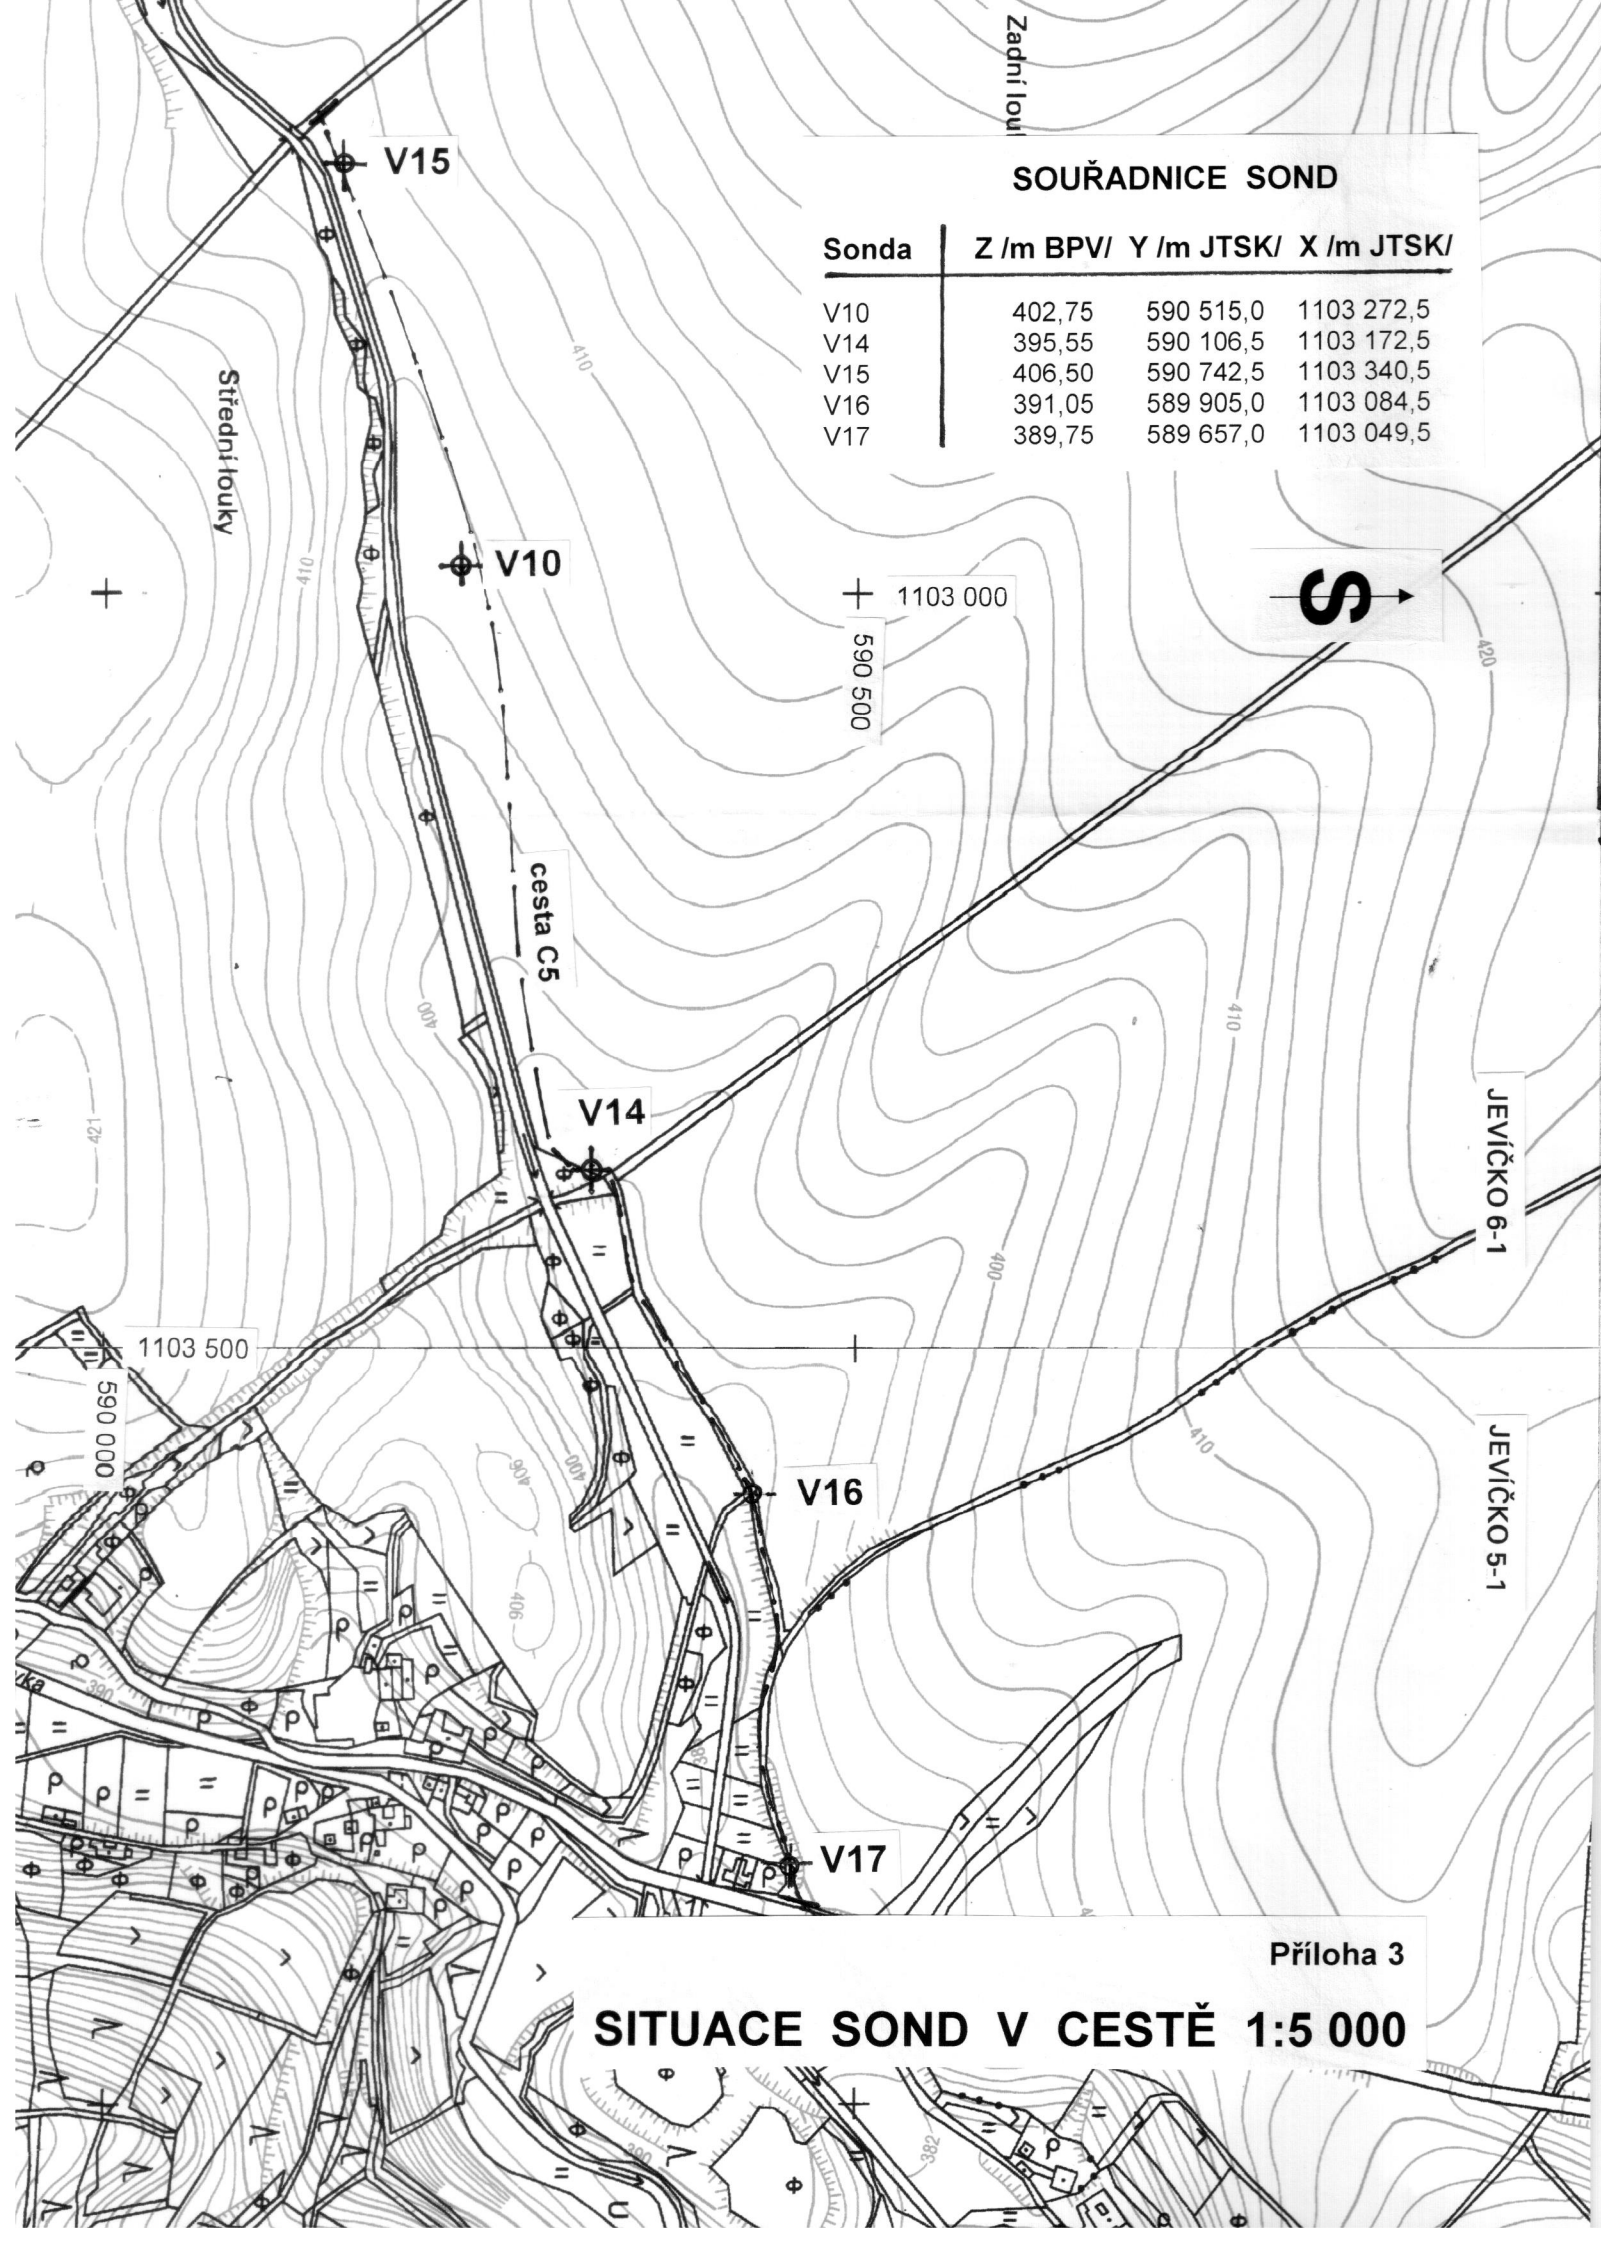 Zadní lou
V15
SOUŘADNICE SOND
Sonda Z /m BPV/ Y /m JTSK/ X /m JTSK/
V10 402,75 590 515,0 1103 272,5
V14 395,55 590 106,5 1103 172,5
V15 406,50 590 742,5 1103 340,5
V16 391,05 589 905,0 1103 084,5
V17 389,75 589 657,0 1103 049,5
410
Střední louky
V10
410
1103 000
S
590 500
420
cesta C5
400
410
V14
421
JEVÍČKO 6-1
400
1103 500
590 000
410
JEVÍČKO 5-1
406
400
V16
406
vka
390
V17
Příloha 3
SITUACE SOND V CESTĚ 1:5 000
390
382